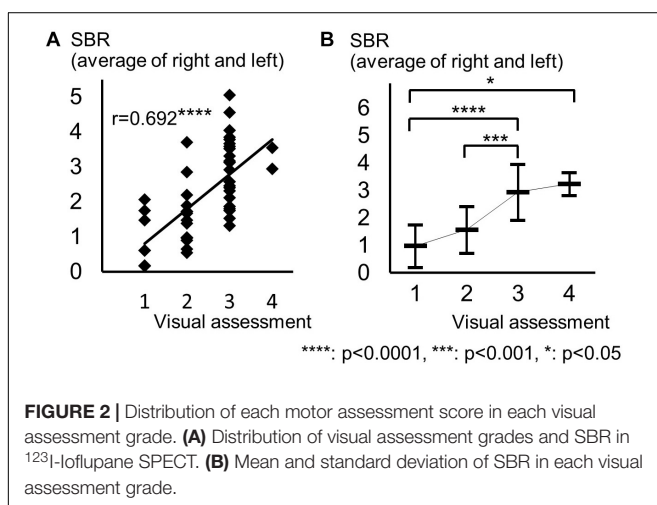 A SBR
(average of right and left)
5
4
3
2
1
0
r=0.692****
1 2 3 4
Visual assessment
B SBR
(average of right and left)
6
5
4
3
2
1
0
*
****
***
1 2 3 4
Visual assessment
****: p<0.0001, ***: p<0.001, *: p<0.05
FIGURE 2 | Distribution of each motor assessment score in each visual
assessment grade. (A) Distribution of visual assessment grades and SBR in
¹²³I-Ioflupane SPECT. (B) Mean and standard deviation of SBR in each visual
assessment grade.